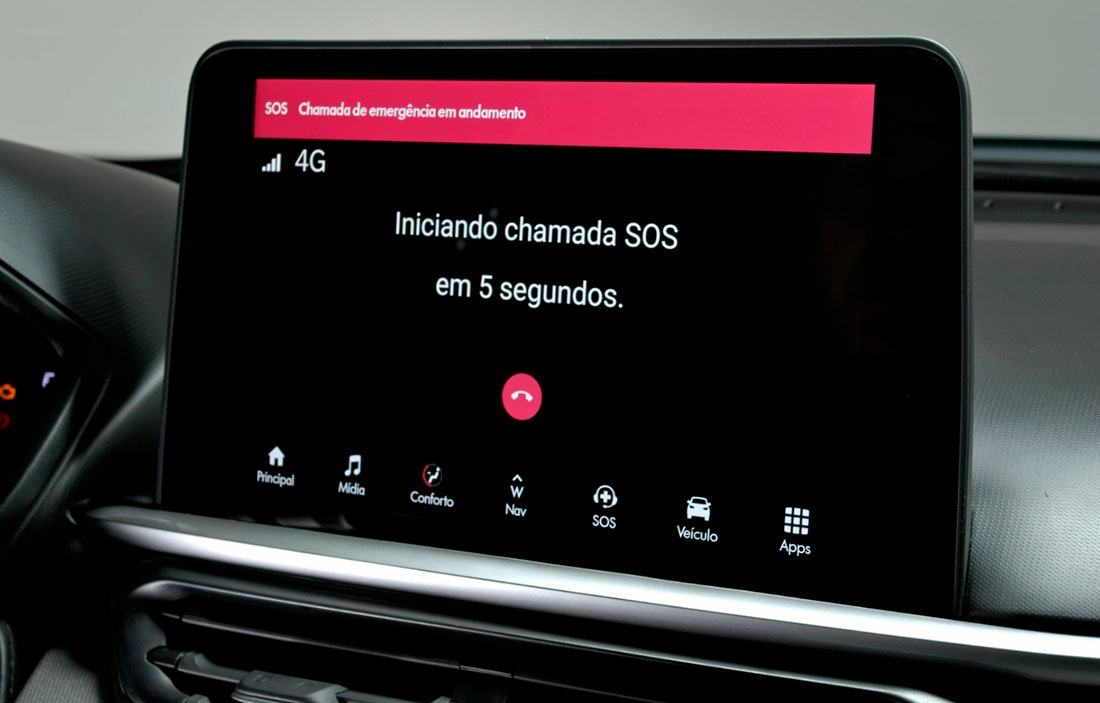 SOS Chamada de emergência em andamento
4G
Iniciando chamada SOS
em 5 segundos.
Principal
Mídia
Conforto
W
Nav
SOS
Veículo
Apps